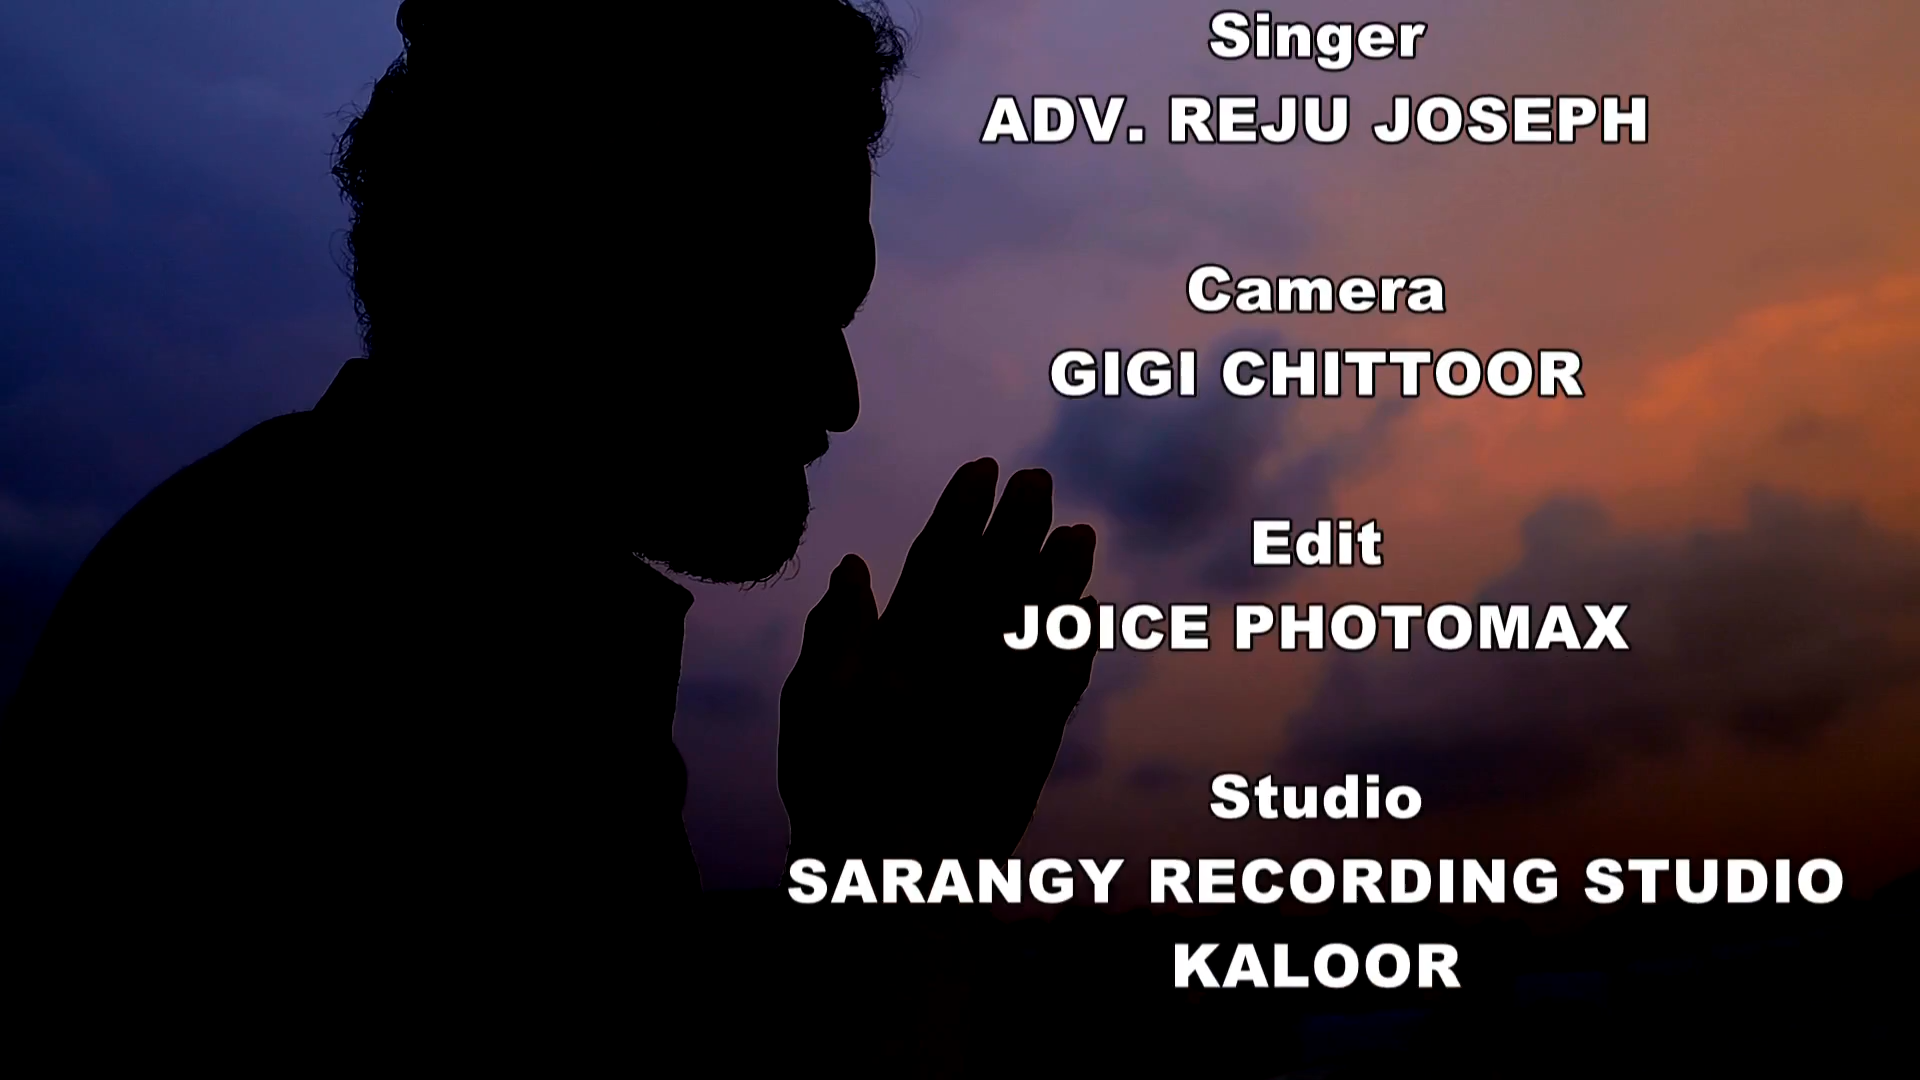 Singer
ADV. REJU JOSEPH
Camera
GIGI CHITTOOR
Edit
JOICE PHOTOMAX
Studio
SARANGY RECORDING STUDIO
KALOOR